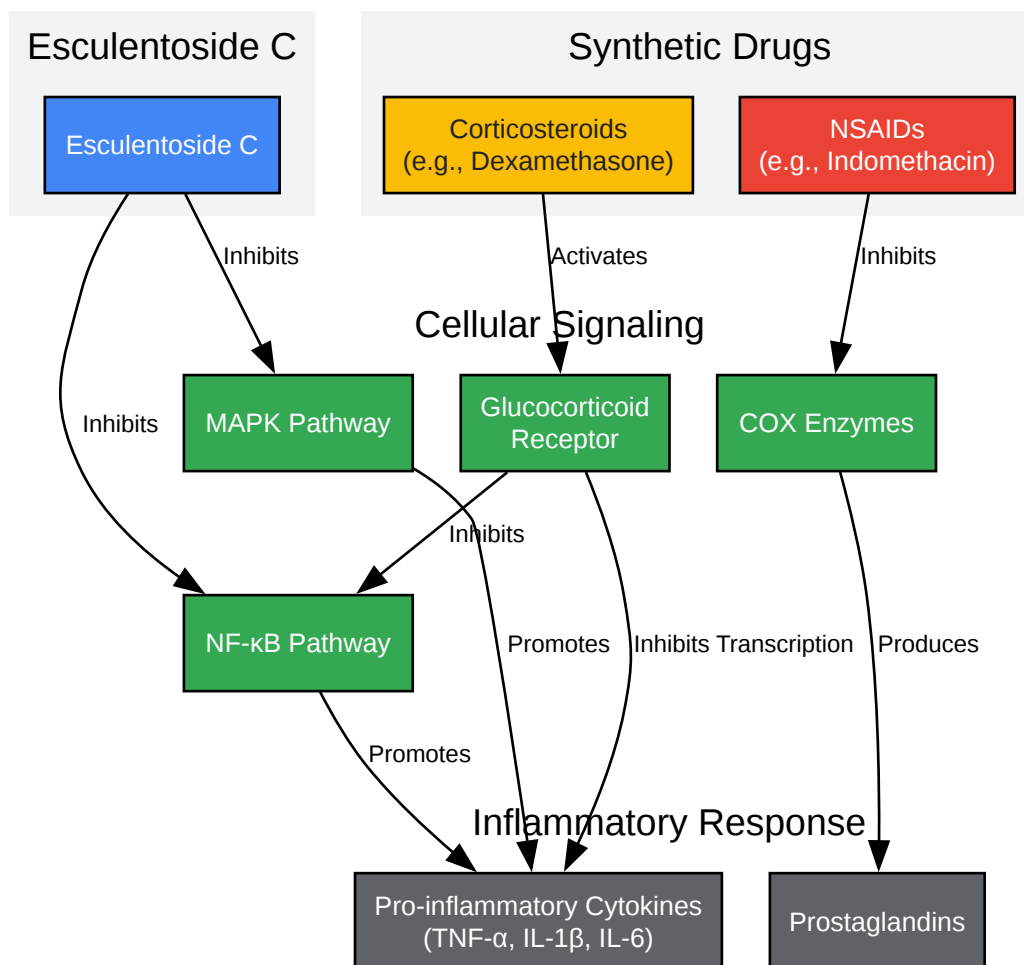 Esculentoside C
Synthetic Drugs
Esculentoside C
Corticosteroids
(e.g., Dexamethasone)
NSAIDs
(e.g., Indomethacin)
Inhibits
Activates
Inhibits
Cellular Signaling
Inhibits
MAPK Pathway
Glucocorticoid
Receptor
COX Enzymes
Inhibits
NF-κB Pathway
Promotes
Inhibits Transcription
Produces
Promotes
Inflammatory Response
Pro-inflammatory Cytokines
(TNF-α, IL-1β, IL-6)
Prostaglandins